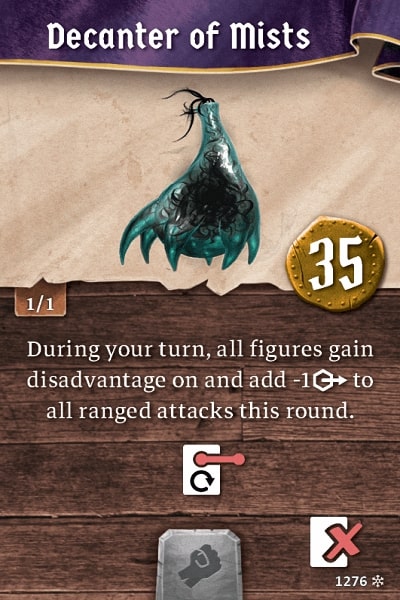 Decanter of Mists
35
1/1
During your turn, all figures gain
disadvantage on and add -1 to
all ranged attacks this round.
1276